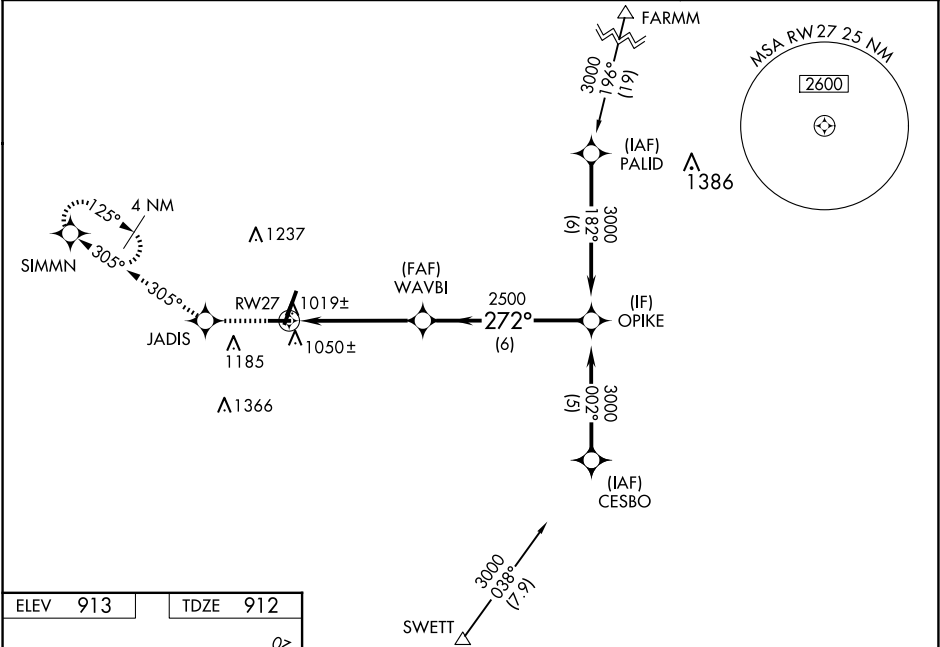 FARMM
3000
196°
(19)
MSA RW27 25 NM
2600
(IAF)
PALID
1386
3000
182°
(6)
125°
4 NM
305°
305°
SIMMN
1237
JADIS
RW27
1019±
1050±
1185
1366
(FAF)
WAVBI
2500
272°
(6)
(IF)
OPIKE
3000
002°
(5)
(IAF)
CESBO
3000
038°
(7.9)
SWETT
ELEV 913
TDZE 912